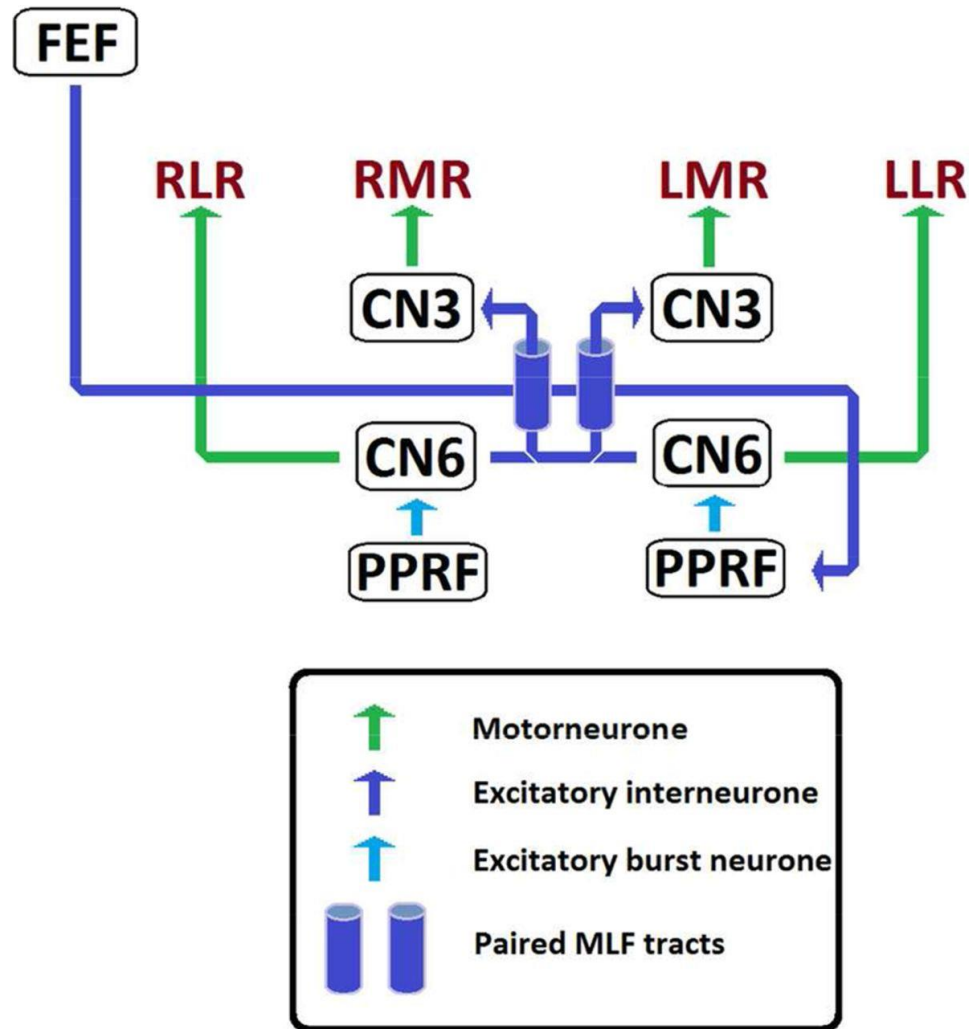 FEF
RLR RMR LMR LLR
CN3 CN3
CN6 CN6
PPRF PPRF
Motorneurone
Excitatory interneurone
Excitatory burst neurone
Paired MLF tracts